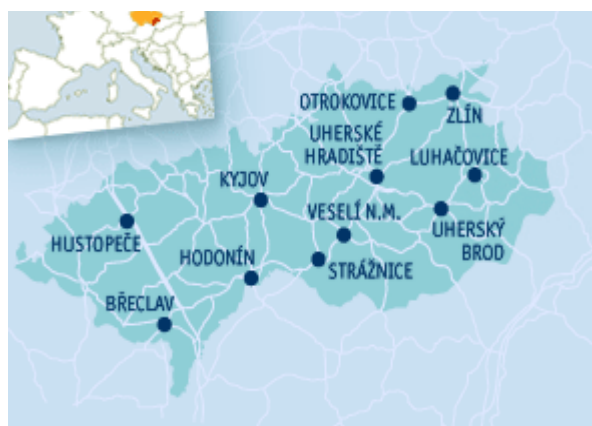 OTROKOVICE
ZLÍN
UHERSKÉ
HRADIŠTĚ
LUHAČOVICE
KYJOV
VESELÍ N.M.
UHERSKÝ
BROD
HUSTOPEČE
HODONÍN
STRÁŽNICE
BŘECLAV